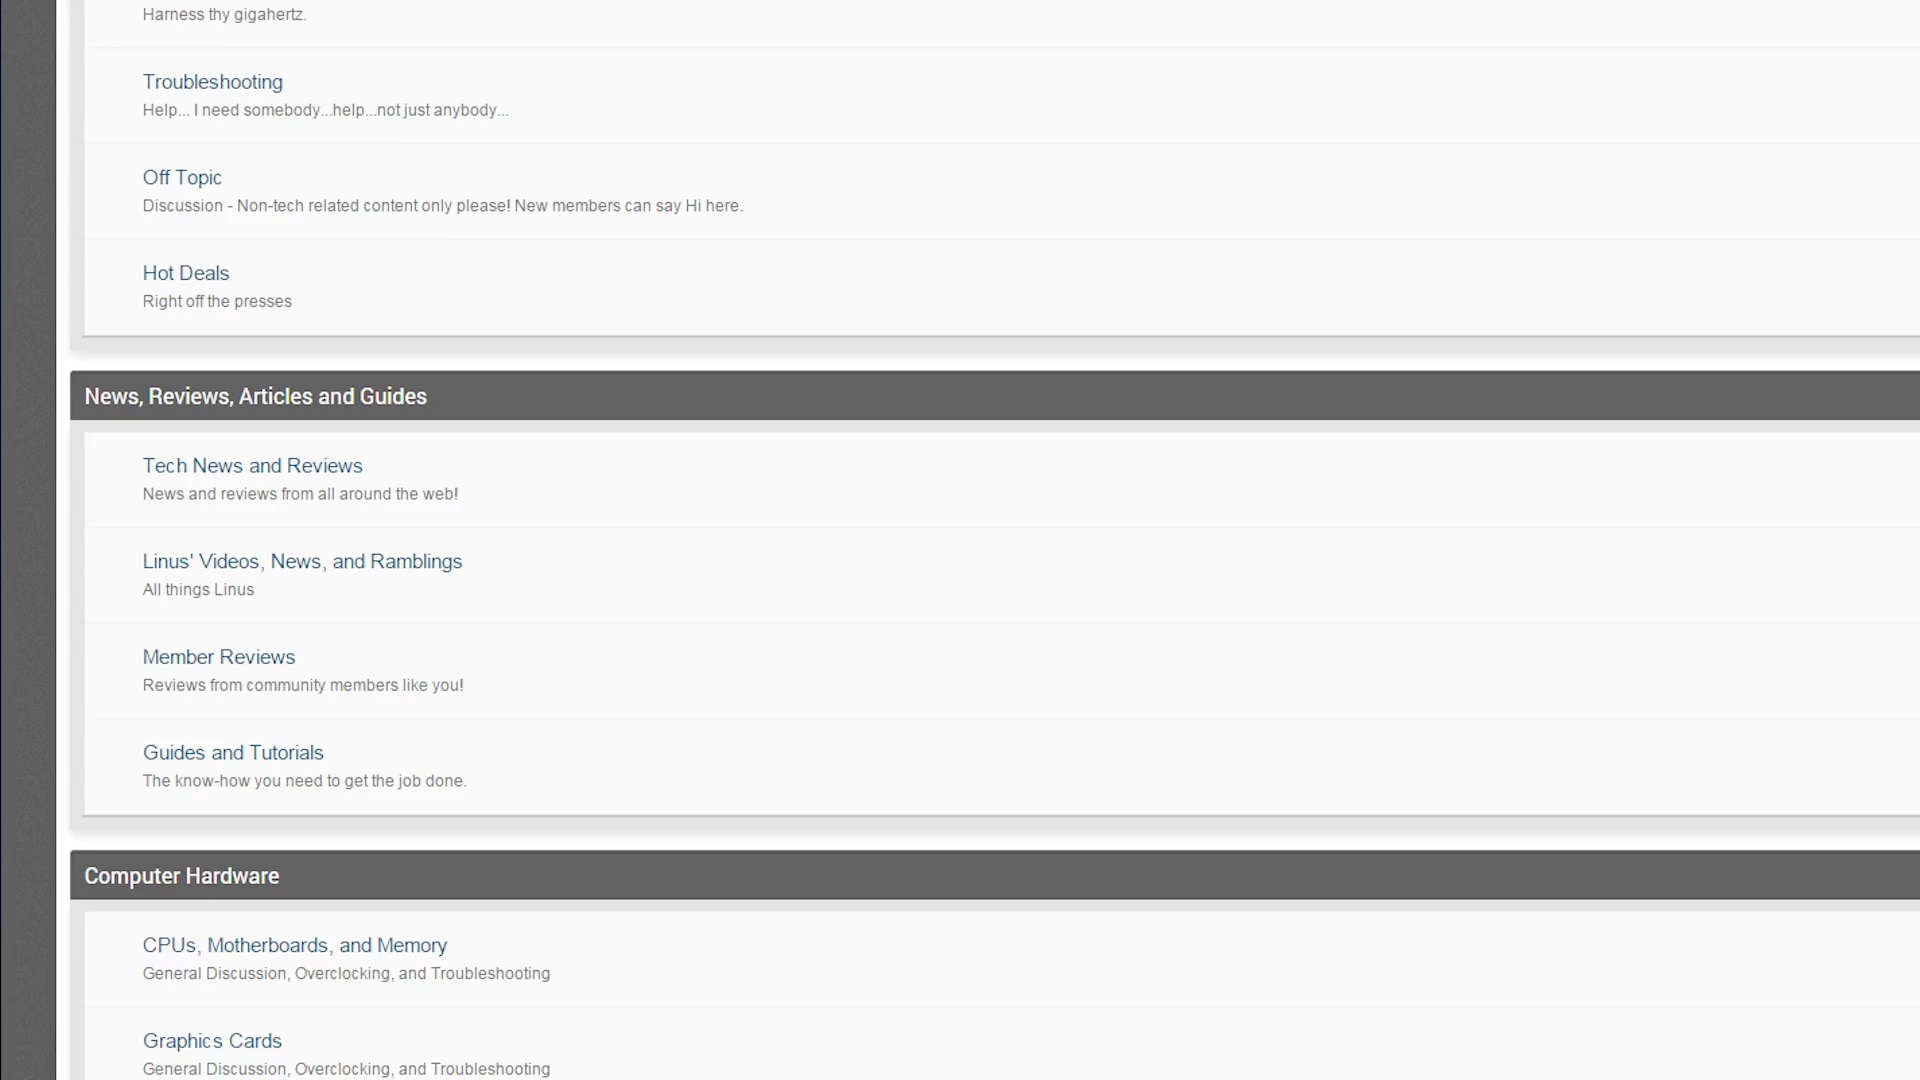 Harness thy gigahertz.
Troubleshooting
Help... I need somebody...help...not just anybody...
Off Topic
Discussion - Non-tech related content only please! New members can say Hi here.
Hot Deals
Right off the presses
News, Reviews, Articles and Guides
Tech News and Reviews
News and reviews from all around the web!
Linus' Videos, News, and Ramblings
All things Linus
Member Reviews
Reviews from community members like you!
Guides and Tutorials
The know-how you need to get the job done.
Computer Hardware
CPUs, Motherboards, and Memory
General Discussion, Overclocking, and Troubleshooting
Graphics Cards
General Discussion, Overclocking, and Troubleshooting